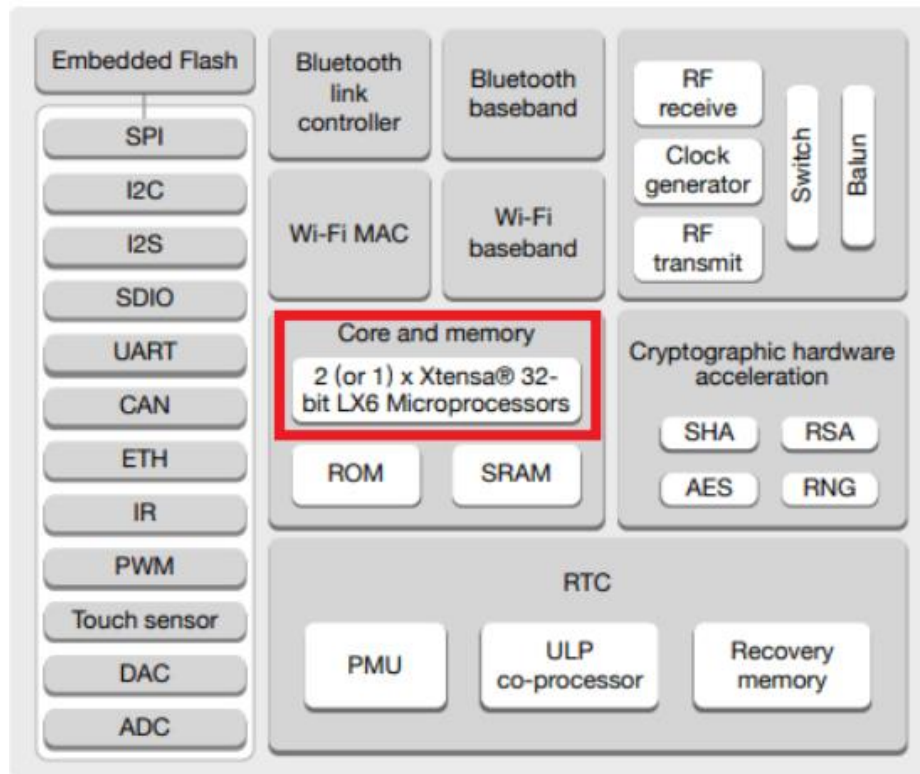 Embedded Flash
SPI
I2C
I2S
SDIO
UART
CAN
ETH
IR
PWM
Touch sensor
DAC
ADC
Bluetooth
link
controller
Bluetooth
baseband
Wi-Fi MAC
Wi-Fi
baseband
RF
receive
Clock
generator
RF
transmit
Switch
Balun
Core and memory
2 (or 1) x Xtensa® 32-
bit LX6 Microprocessors
ROM
SRAM
Cryptographic hardware
acceleration
SHA
RSA
AES
RNG
RTC
PMU
ULP
co-processor
Recovery
memory